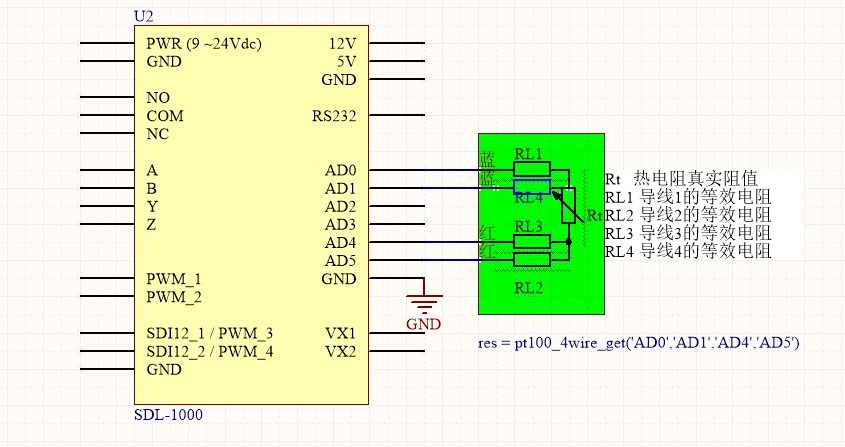 U2
PWR (9 ~24Vdc)
GND
NO
COM
NC
A
B
Y
Z
PWM_1
PWM_2
SDI12_1 / PWM_3
SDI12_2 / PWM_4
GND
12V
5V
GND
RS232
AD0
AD1
AD2
AD3
AD4
AD5
GND
VX1
VX2
SDL-1000
GND
蓝
蓝
红
红
RL1
RL4
RL3
RL2
Rt
Rt 热电阻真实阻值
RL1 导线1的等效电阻
RL2 导线2的等效电阻
RL3 导线3的等效电阻
RL4 导线4的等效电阻
res = pt100_4wire_get('AD0','AD1','AD4','AD5')